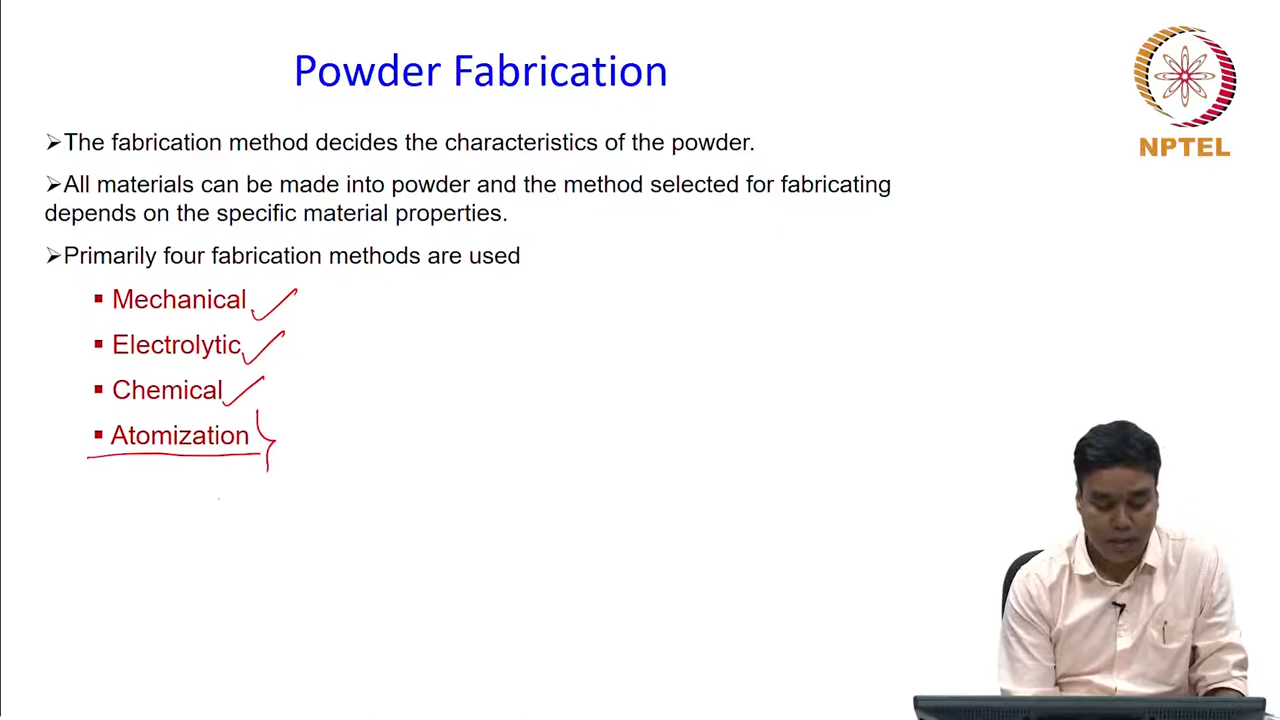 Powder Fabrication
NPTEL
➢The fabrication method decides the characteristics of the powder.
➢All materials can be made into powder and the method selected for fabricating
depends on the specific material properties.
➢Primarily four fabrication methods are used
▪ Mechanical
▪ Electrolytic
▪ Chemical
▪ Atomization